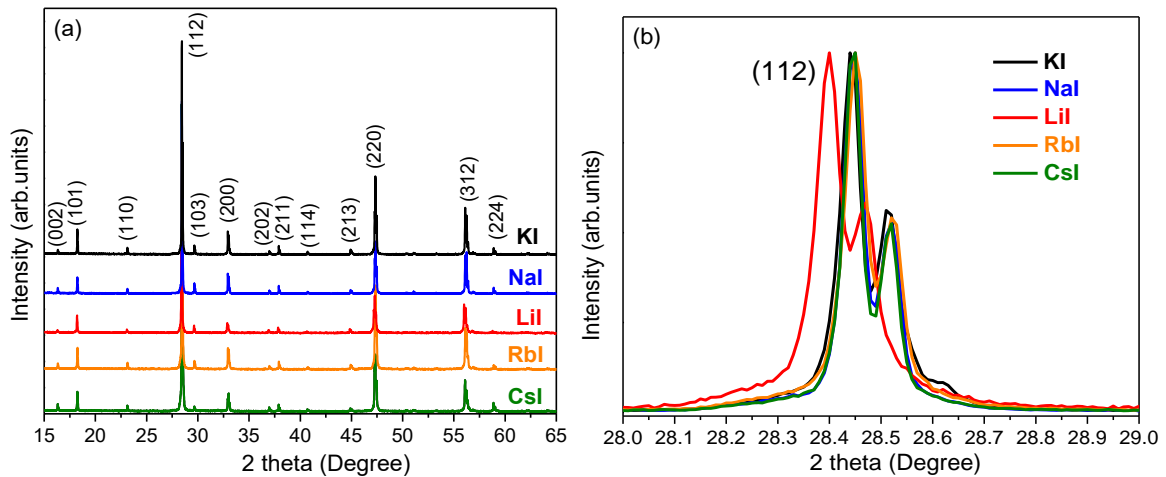 (a)
(002)
(101)
(110)
(112)
(103)
(200)
(202)
(211)
(114)
(213)
(220)
(312)
(224)
KI
NaI
LiI
RbI
CsI
Intensity (arb.units)
15 20 25 30 35 40 45 50 55 60 65
2 theta (Degree)
(b)
(112)
KI
NaI
LiI
RbI
CsI
Intensity (arb.units)
28.0 28.1 28.2 28.3 28.4 28.5 28.6 28.7 28.8 28.9 29.0
2 theta (Degree)